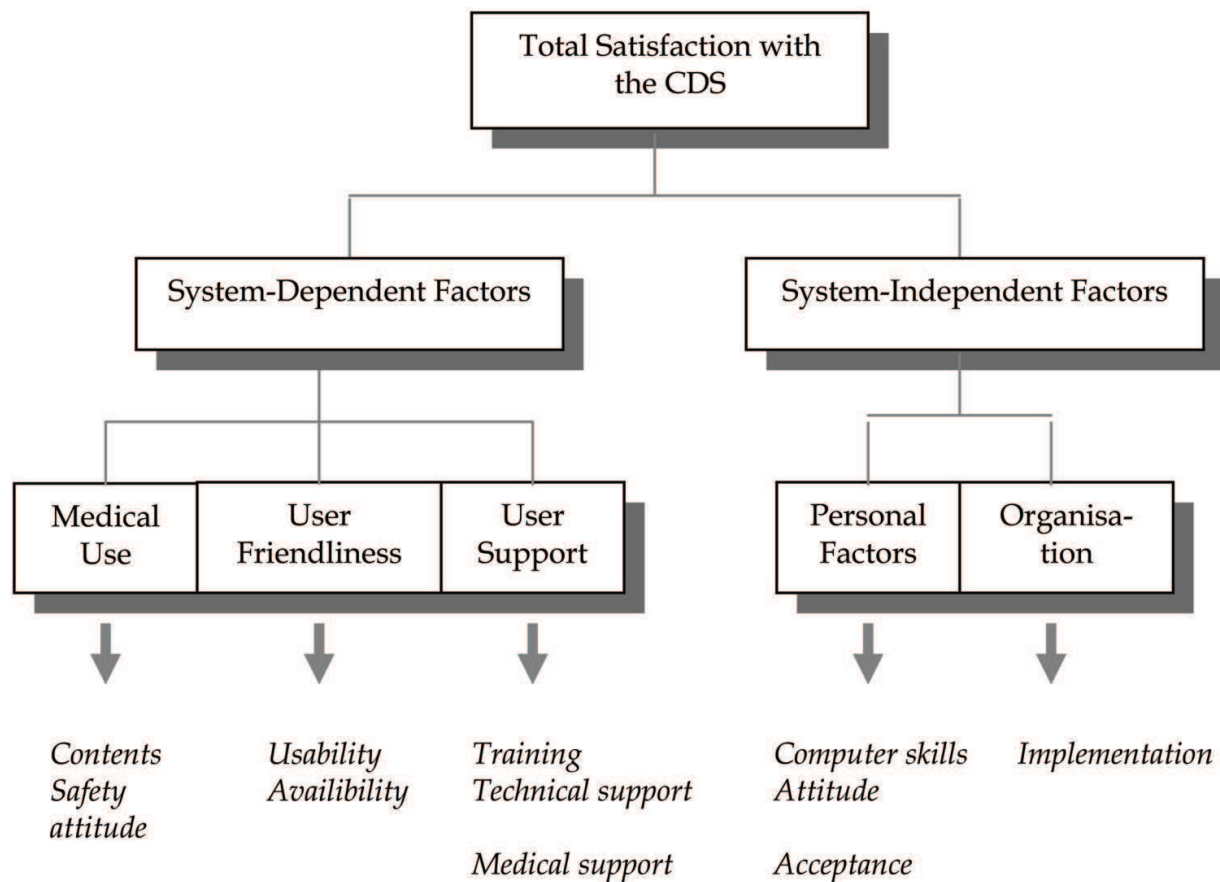 Total Satisfaction with
the CDS
System-Dependent Factors
System-Independent Factors
Medical
Use
User
Friendliness
User
Support
Personal
Factors
Organisa-
tion
Contents
Safety
attitude
Usability
Availibility
Training
Technical support
Medical support
Computer skills
Attitude
Acceptance
Implementation